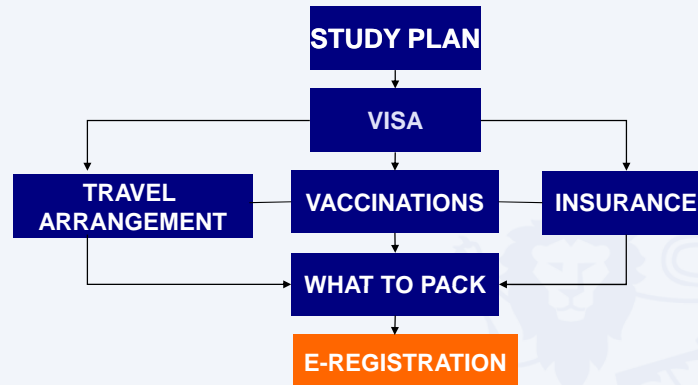 STUDY PLAN
VISA
TRAVEL
ARRANGEMENT
VACCINATIONS
INSURANCE
WHAT TO PACK
E-REGISTRATION